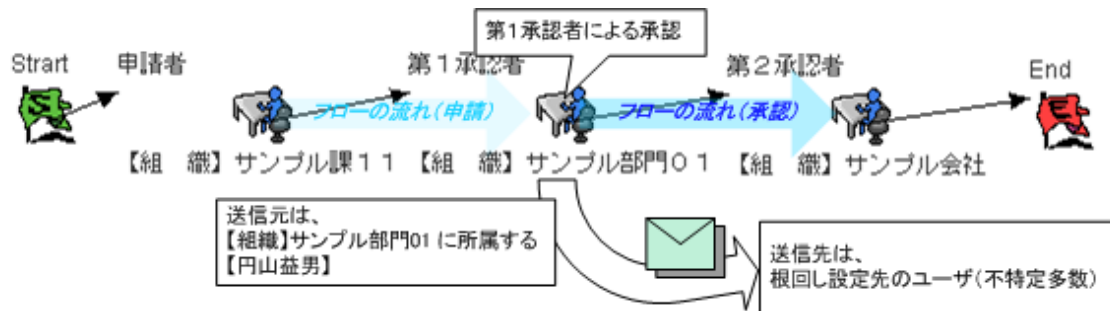 第1承認者による承認
Strart
申請者
第1承認者
第2承認者
End
フローの流れ(申請)
フローの流れ(承認)
【組　織】サンプル課11
【組　織】サンプル部門01
【組　織】サンプル会社
送信元は、
【組織】サンプル部門01 に所属する
【円山益男】
送信先は、
根回し設定先のユーザ(不特定多数)